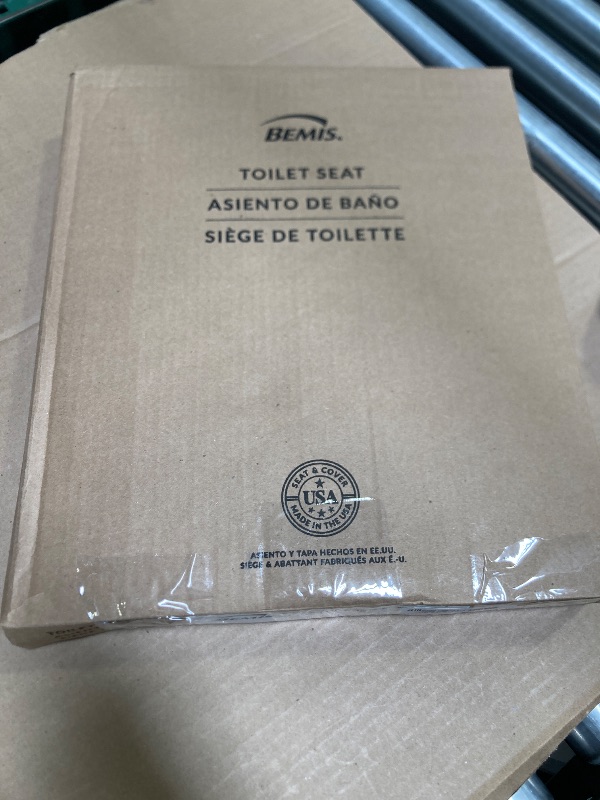 BEMIS.
TOILET SEAT
ASIENTO DE BAÑO
SIÈGE DE TOILETTE
SEAT & COVER
USA
MADE IN THE USA
ASIENTO Y TAPA HECHOS EN EE.UU.
SIÈGE & ABATTANT FABRIQUÉS AUX É.-U.